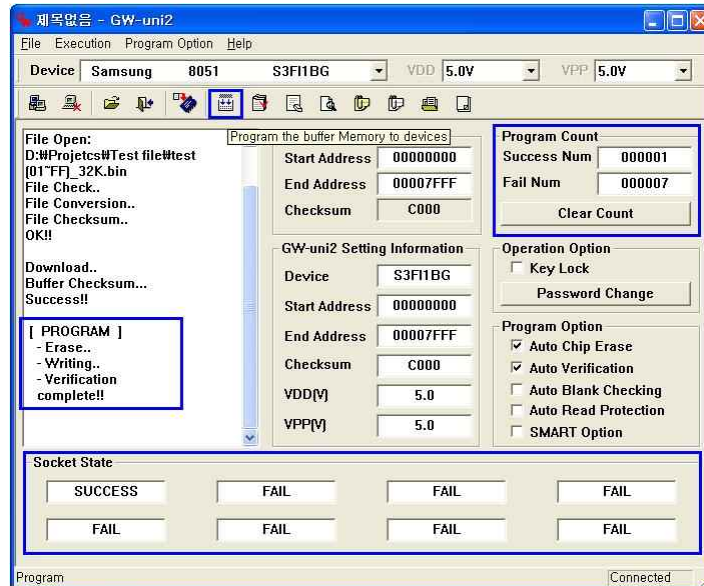 제목없음 - GW-uni2
File Execution Program Option Help
Device Samsung 8051 S3FI1BG VDD 5.0V VPP 5.0V
Program the buffer Memory to devices
File Open:
D:₩Projetcs₩Test file₩test
(01~FF)_32K.bin
File Check..
File Conversion..
File Checksum..
OK!!
Download..
Buffer Checksum...
Success!!
[ PROGRAM ]
- Erase..
- Writing..
- Verification
complete!!
Start Address 00000000
End Address 00007FFF
Checksum C000
GW-uni2 Setting Information
Device S3FI1BG
Start Address 00000000
End Address 00007FFF
Checksum C000
VDD(V) 5.0
VPP(V) 5.0
Program Count
Success Num 000001
Fail Num 000007
Clear Count
Operation Option
Key Lock
Password Change
Program Option
Auto Chip Erase
Auto Verification
Auto Blank Checking
Auto Read Protection
SMART Option
Socket State
SUCCESS FAIL FAIL FAIL
FAIL FAIL FAIL FAIL
Program Connected